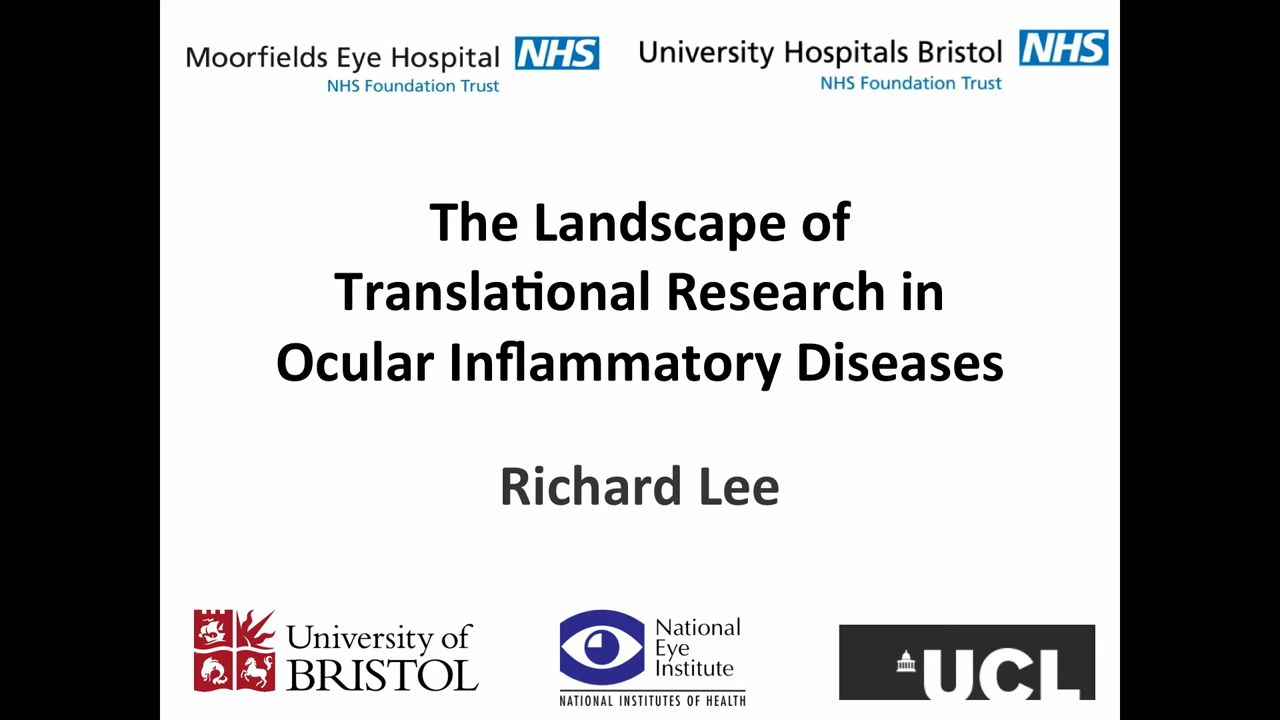 Moorfields Eye Hospital NHS
NHS Foundation Trust
University Hospitals Bristol NHS
NHS Foundation Trust
The Landscape of
Translational Research in
Ocular Inflammatory Diseases
Richard Lee
University of
BRISTOL
National
Eye
Institute
NATIONAL INSTITUTES OF HEALTH
UCL